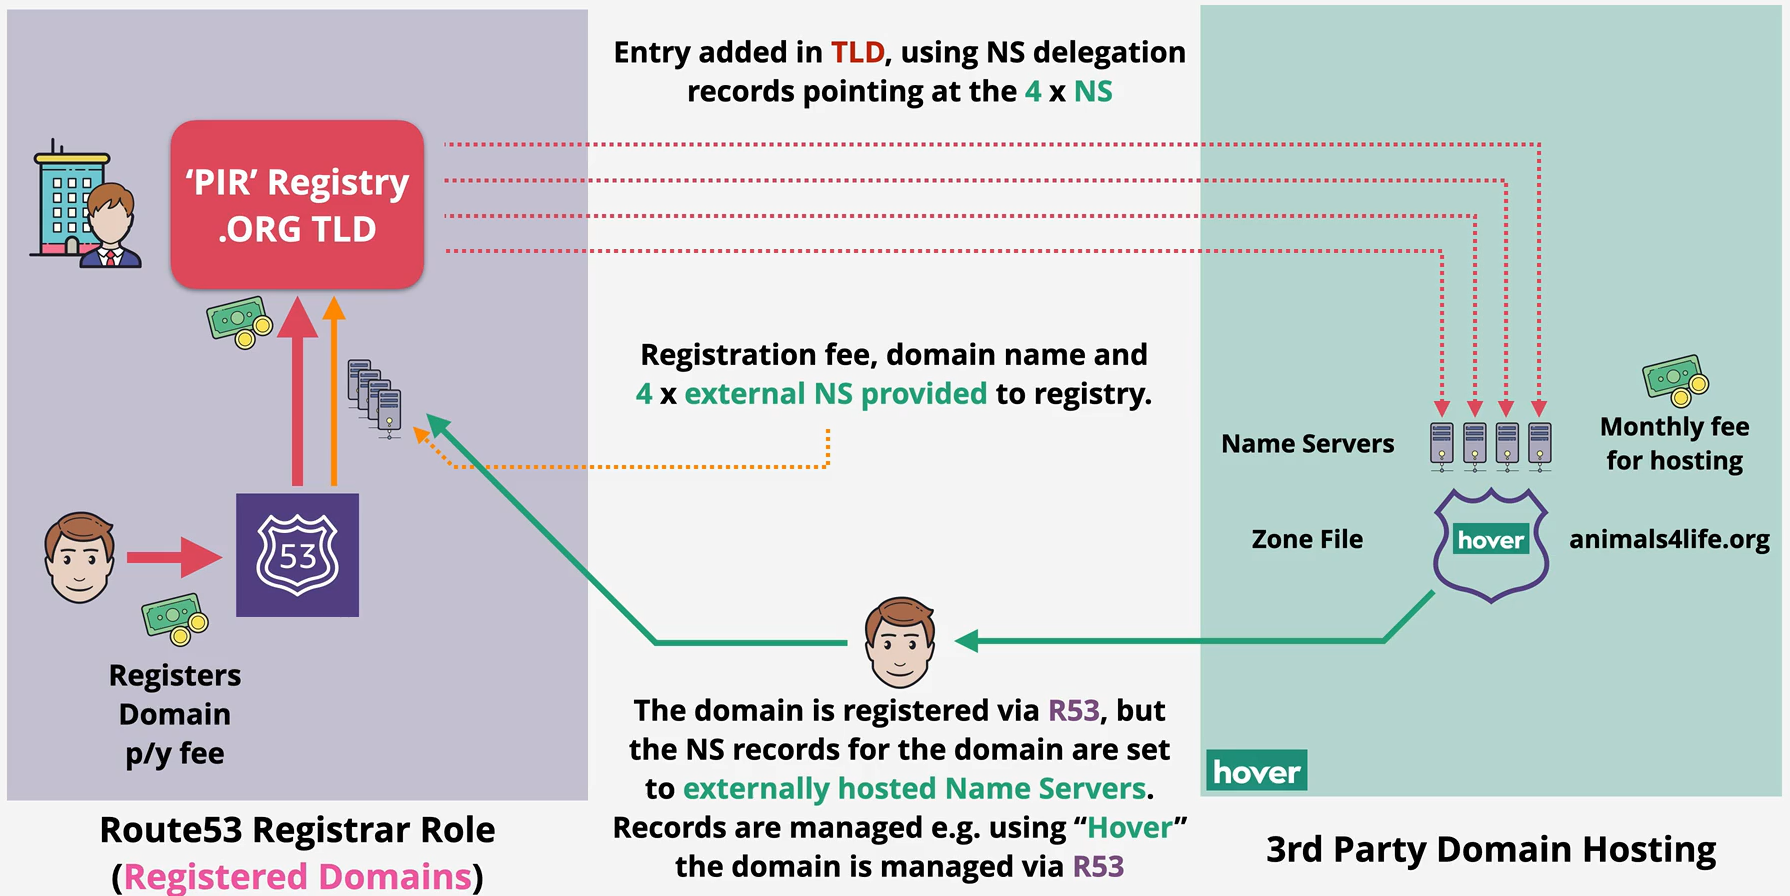 Entry added in TLD, using NS delegation
records pointing at the 4 x NS
‘PIR’ Registry
.ORG TLD
Registration fee, domain name and
4 x external NS provided to registry.
Name Servers
Monthly fee
for hosting
53
Zone File
hover
animals4life.org
Registers
Domain
p/y fee
The domain is registered via R53, but
the NS records for the domain are set
to externally hosted Name Servers.
Records are managed e.g. using “Hover”
the domain is managed via R53
hover
Route53 Registrar Role
(Registered Domains)
3rd Party Domain Hosting